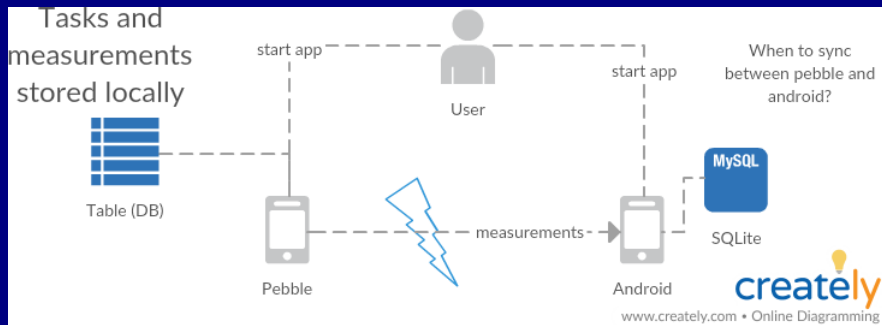 Tasks and
measurements
stored locally
start app
User
start app
When to sync
between pebble and
android?
Table (DB)
MySQL
SQLite
measurements
Pebble
Android
creately
www.creately.com • Online Diagramming